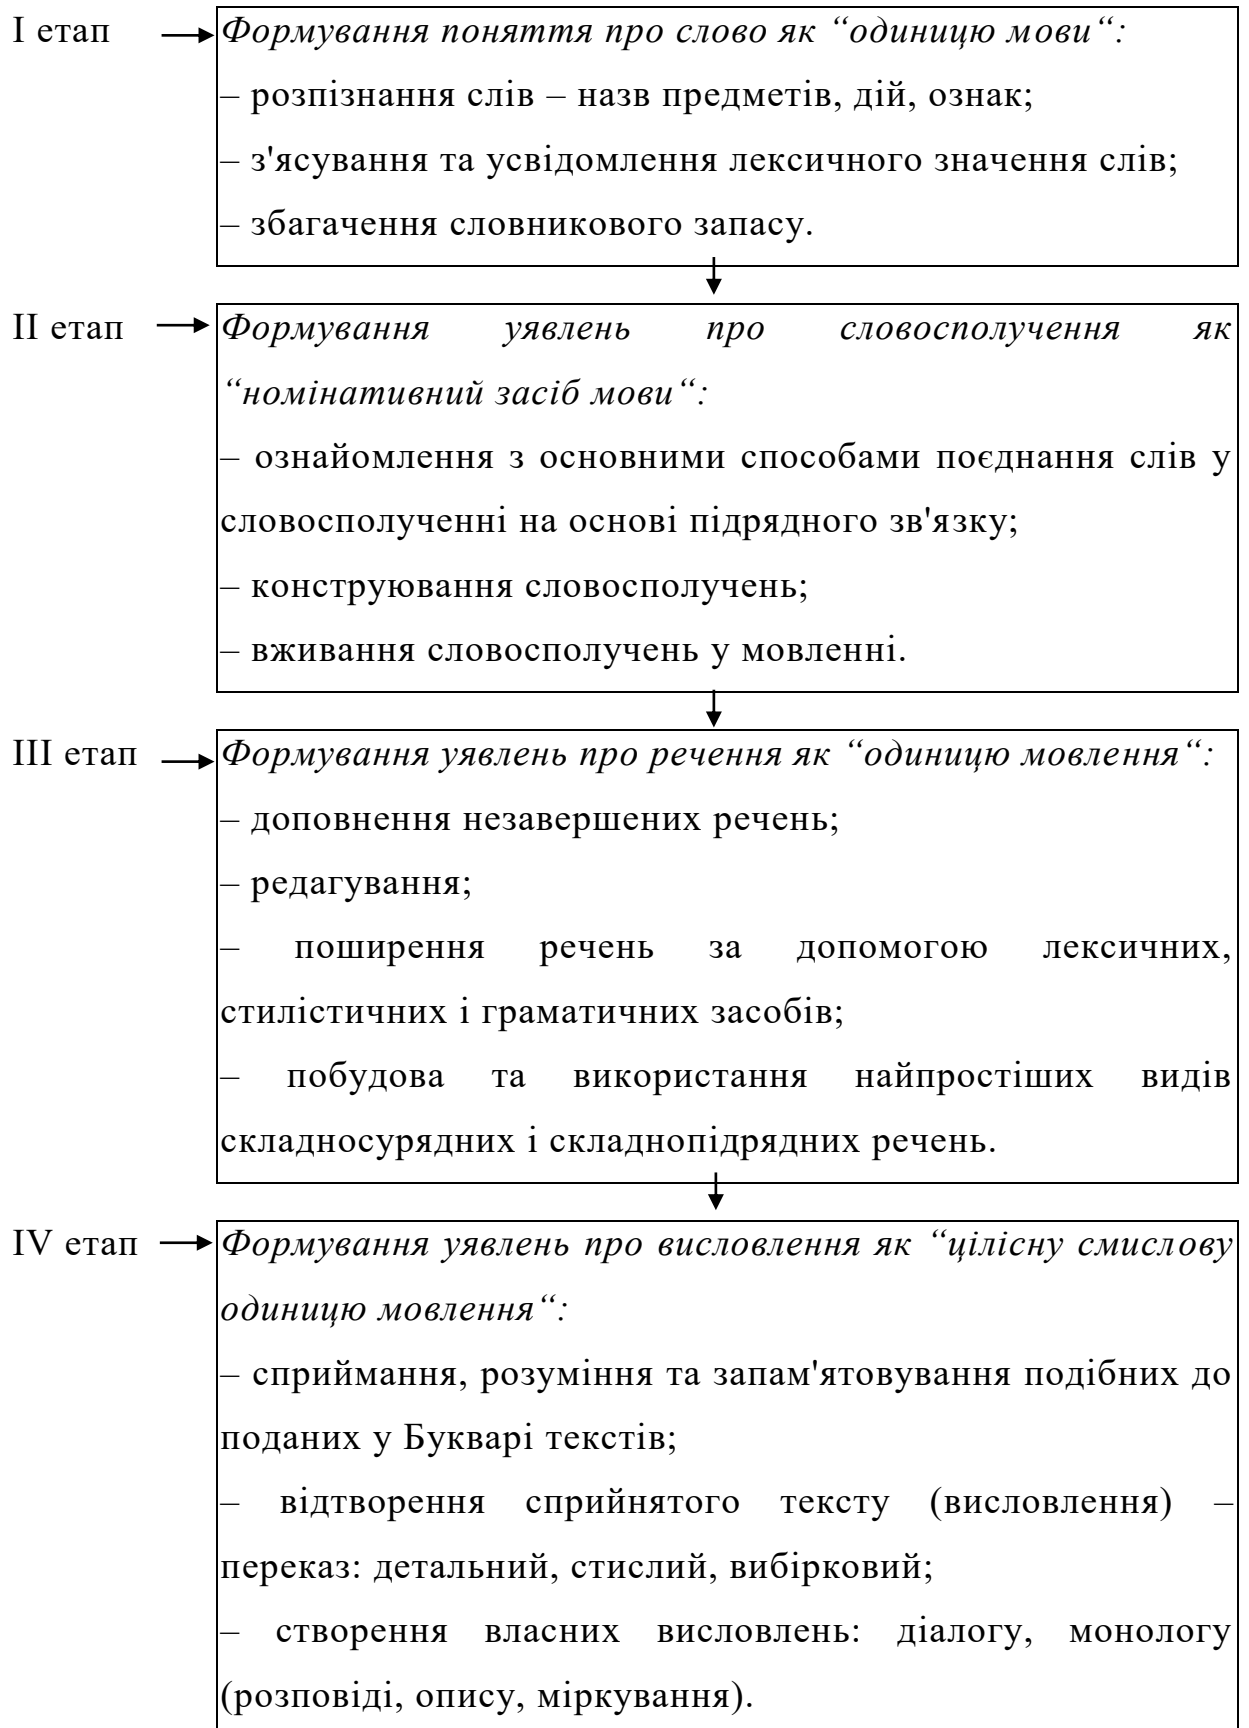 І етап Формування поняття про слово як “одиницю мови“:
– розпізнання слів – назв предметів, дій, ознак;
– з'ясування та усвідомлення лексичного значення слів;
– збагачення словникового запасу.
ІІ етап Формування уявлень про словосполучення як
“номінативний засіб мови“:
– ознайомлення з основними способами поєднання слів у
словосполученні на основі підрядного зв'язку;
– конструювання словосполучень;
– вживання словосполучень у мовленні.
ІІІ етап Формування уявлень про речення як “одиницю мовлення“:
– доповнення незавершених речень;
– редагування;
– поширення речень за допомогою лексичних,
стилістичних і граматичних засобів;
– побудова та використання найпростіших видів
складносурядних і складнопідрядних речень.
IV етап Формування уявлень про висловлення як “цілісну смислову
одиницю мовлення“:
– сприймання, розуміння та запам'ятовування подібних до
поданих у Букварі текстів;
– відтворення сприйнятого тексту (висловлення) –
переказ: детальний, стислий, вибірковий;
– створення власних висловлень: діалогу, монологу
(розповіді, опису, міркування).